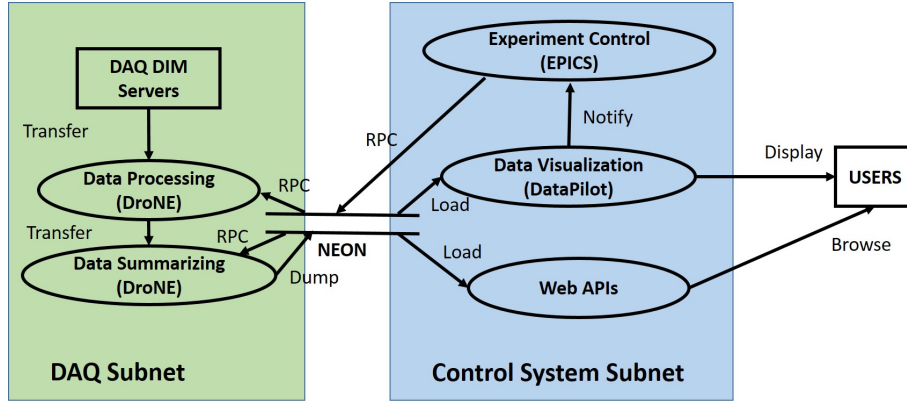 Experiment Control
(EPICS)
DAQ DIM
Servers
Transfer
RPC
Notify
Display
Data Processing
(DroNE)
RPC
Data Visualization
(DataPilot)
USERS
Load
Transfer
RPC
NEON
Load
Browse
Data Summarizing
(DroNE)
Dump
Web APIs
DAQ Subnet
Control System Subnet